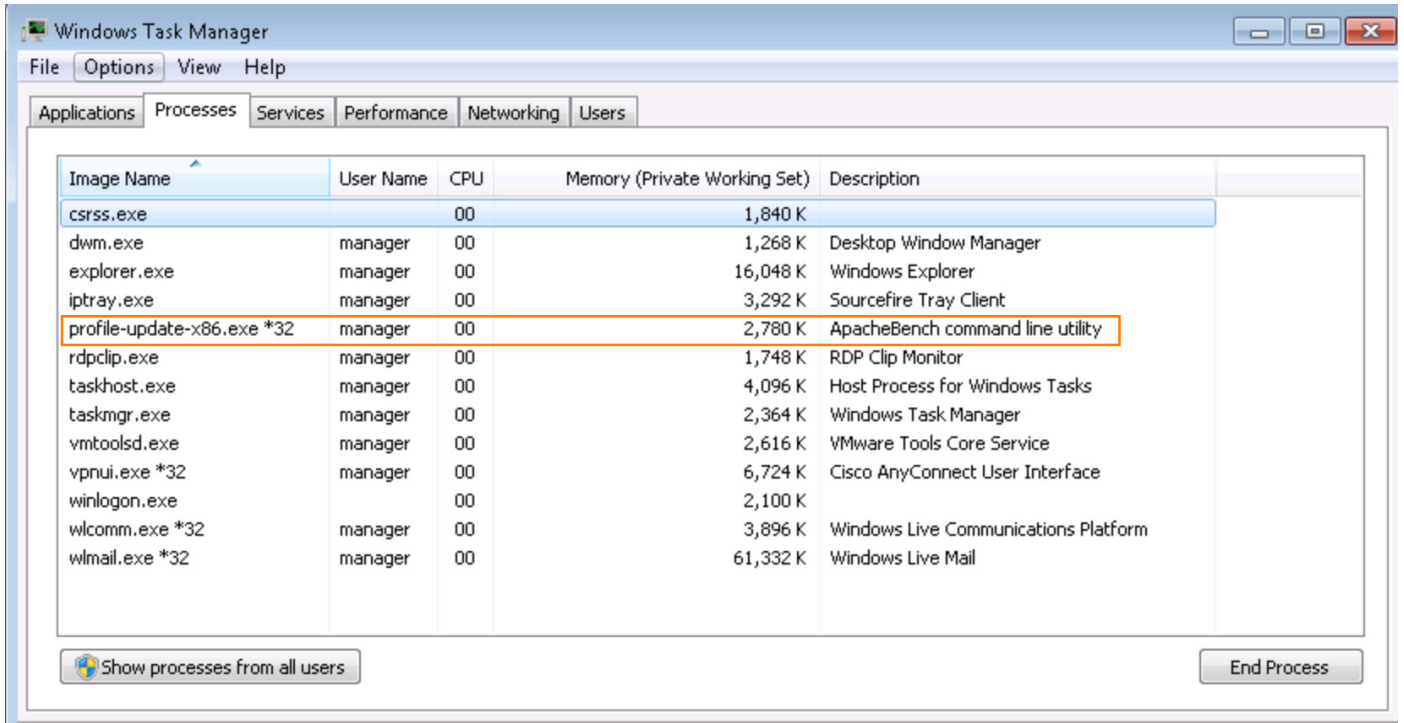 Windows Task Manager
File Options View Help
Applications Processes Services Performance Networking Users
Image Name User Name CPU Memory (Private Working Set) Description
csrss.exe 00 1,840 K
dwm.exe manager 00 1,268 K Desktop Window Manager
explorer.exe manager 00 16,048 K Windows Explorer
iptray.exe manager 00 3,292 K Sourcefire Tray Client
profile-update-x86.exe *32 manager 00 2,780 K ApacheBench command line utility
rdpclip.exe manager 00 1,748 K RDP Clip Monitor
taskhost.exe manager 00 4,096 K Host Process for Windows Tasks
taskmgr.exe manager 00 2,364 K Windows Task Manager
vmtoolsd.exe manager 00 2,616 K VMware Tools Core Service
vpnui.exe *32 manager 00 6,724 K Cisco AnyConnect User Interface
winlogon.exe 00 2,100 K
wlcomm.exe *32 manager 00 3,896 K Windows Live Communications Platform
wlmail.exe *32 manager 00 61,332 K Windows Live Mail
Show processes from all users End Process